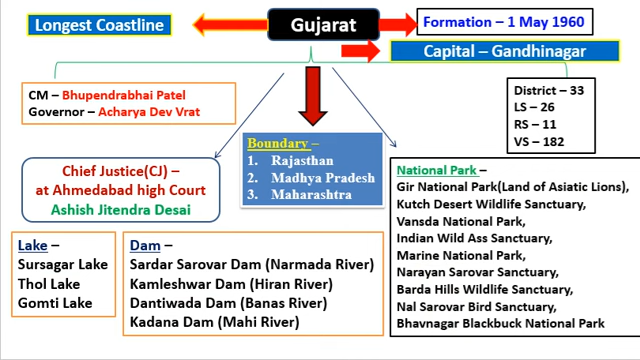 Longest Coastline
Gujarat
Formation – 1 May 1960
Capital – Gandhinagar
CM – Bhupendrabhai Patel
Governor – Acharya Dev Vrat
District – 33
LS – 26
RS – 11
VS – 182
Chief Justice(CJ) –
at Ahmedabad high Court
Ashish Jitendra Desai
Boundary –
1. Rajasthan
2. Madhya Pradesh
3. Maharashtra
National Park –
Gir National Park(Land of Asiatic Lions),
Kutch Desert Wildlife Sanctuary,
Vansda National Park,
Indian Wild Ass Sanctuary,
Marine National Park,
Narayan Sarovar Sanctuary,
Barda Hills Wildlife Sanctuary,
Nal Sarovar Bird Sanctuary,
Bhavnagar Blackbuck National Park
Lake –
Sursagar Lake
Thol Lake
Gomti Lake
Dam –
Sardar Sarovar Dam (Narmada River)
Kamleshwar Dam (Hiran River)
Dantiwada Dam (Banas River)
Kadana Dam (Mahi River)